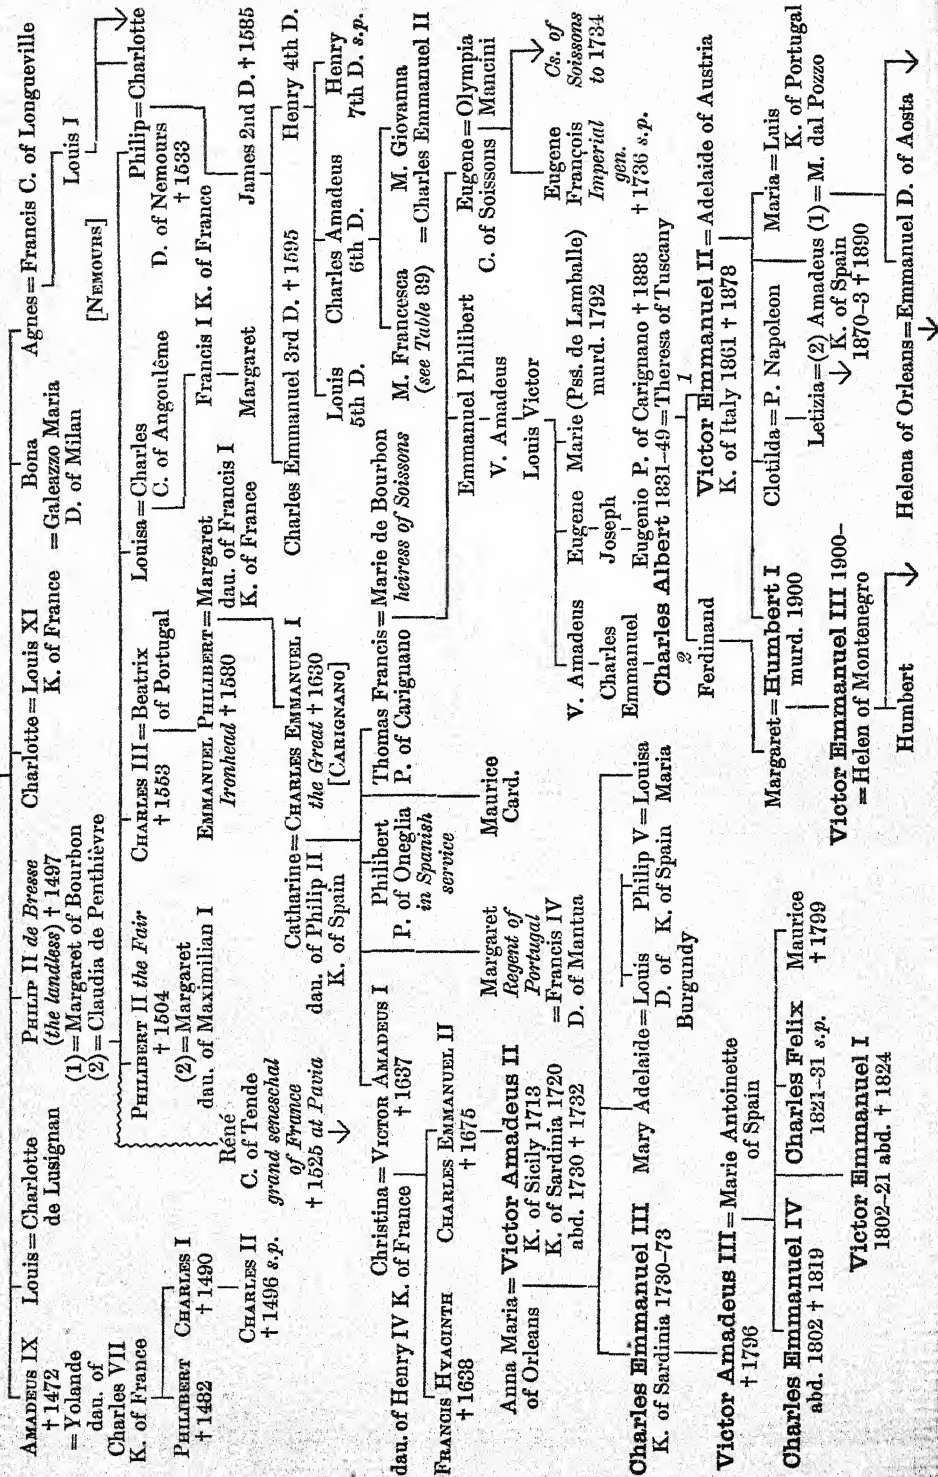 AMADEUS IX
† 1472
= Yolande
dau. of
Charles VII
K. of France
Louis = Charlotte
de Lusignan
PHILIP II de Bresse
(the landless) † 1497
(1) = Margaret of Bourbon
(2) = Claudia de Penthièvre
Charlotte = Louis XI
K. of France
Bona
= Galeazzo Maria
D. of Milan
Agnes = Francis C. of Longueville
Louis I
[NEMOURS]
PHILIBERT
† 1482
CHARLES I
† 1490
CHARLES II
† 1496 s.p.
Réné
C. of Tende
grand seneschal
of France
† 1525 at Pavia
PHILIBERT II the Fair
† 1504
(2) = Margaret
dau. of Maximilian I
CHARLES III = Beatrix
† 1553 of Portugal
Louisa = Charles
C. of Angoulême
Philip = Charlotte
D. of Nemours
† 1533
Francis I K. of France
Margaret
EMMANUEL PHILIBERT = Margaret
Ironhead † 1580 dau. of Francis I
K. of France
James 2nd D. † 1585
Charles Emmanuel 3rd D. † 1595
Henry 4th D.
Louis
5th D.
Charles Amadeus
6th D.
Henry
7th D. s.p.
M. Francesca
(see Table 89)
M. Giovanna
= Charles Emmanuel II
Catharine = CHARLES EMMANUEL I
dau. of Philip II the Great † 1630
K. of Spain
[CARIGNANO]
Christina = VICTOR AMADEUS I
dau. of Henry IV K. of France † 1637
Philibert
P. of Oneglia
in Spanish
service
Thomas Francis = Marie de Bourbon
P. of Carignano heiress of Soissons
Margaret
Regent of
Portugal
= Francis IV
D. of Mantua
Maurice
Card.
Emmanuel Philibert
Eugene = Olympia
C. of Soissons Mancini
V. Amadeus
Louis Victor
Eugene
François
Imperial
gen.
† 1736 s.p.
Cs. of
Soissons
to 1734
FRANCIS HYACINTH
† 1638
CHARLES EMMANUEL II
† 1675
V. Amadeus
Eugene
Marie (Pss. de Lamballe)
murd. 1792
Charles
Emmanuel
Joseph
Eugenio P. of Carignano † 1888
Anna Maria = Victor Amadeus II
of Orleans K. of Sicily 1713
K. of Sardinia 1720
abd. 1730 † 1732
Charles Albert 1831–49 = Theresa of Tuscany
2
1
Ferdinand
Victor Emmanuel II = Adelaide of Austria
K. of Italy 1861 † 1878
Charles Emmanuel III
K. of Sardinia 1730–73
Mary Adelaide = Louis
D. of
Burgundy
Philip V = Louisa
K. of Spain Maria
Margaret = Humbert I
murd. 1900
Clotilda = P. Napoleon
Maria = Luis
K. of Portugal
Letizia = (2) Amadeus (1) = M. dal Pozzo
K. of Spain
1870–3 † 1890
Victor Amadeus III = Marie Antoinette
† 1796 of Spain
Victor Emmanuel III 1900–
= Helen of Montenegro
Humbert
Helena of Orleans = Emmanuel D. of Aosta
Charles Emmanuel IV
abd. 1802 † 1819
Charles Felix
1821–31 s.p.
Maurice
† 1799
Victor Emmanuel I
1802–21 abd. † 1824